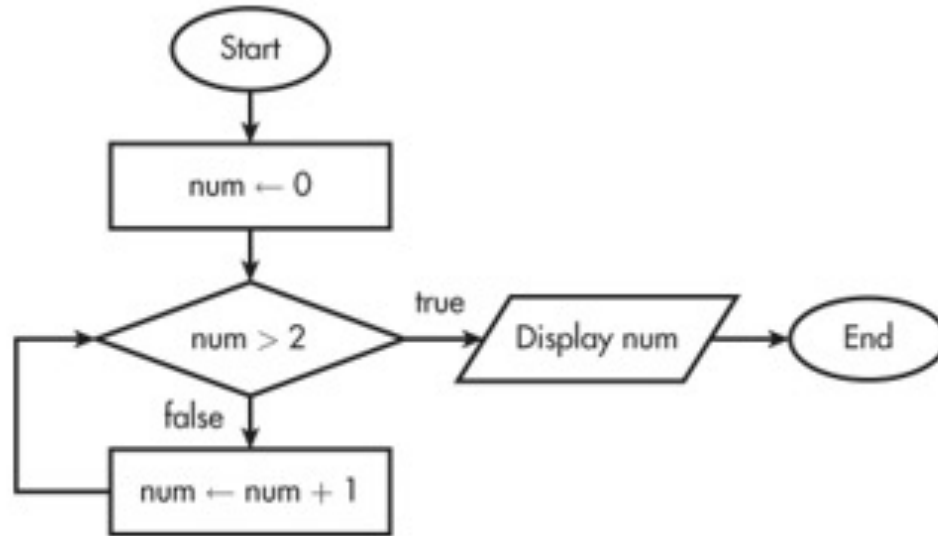 Start
num ← 0
num > 2
true
Display num
End
false
num ← num + 1